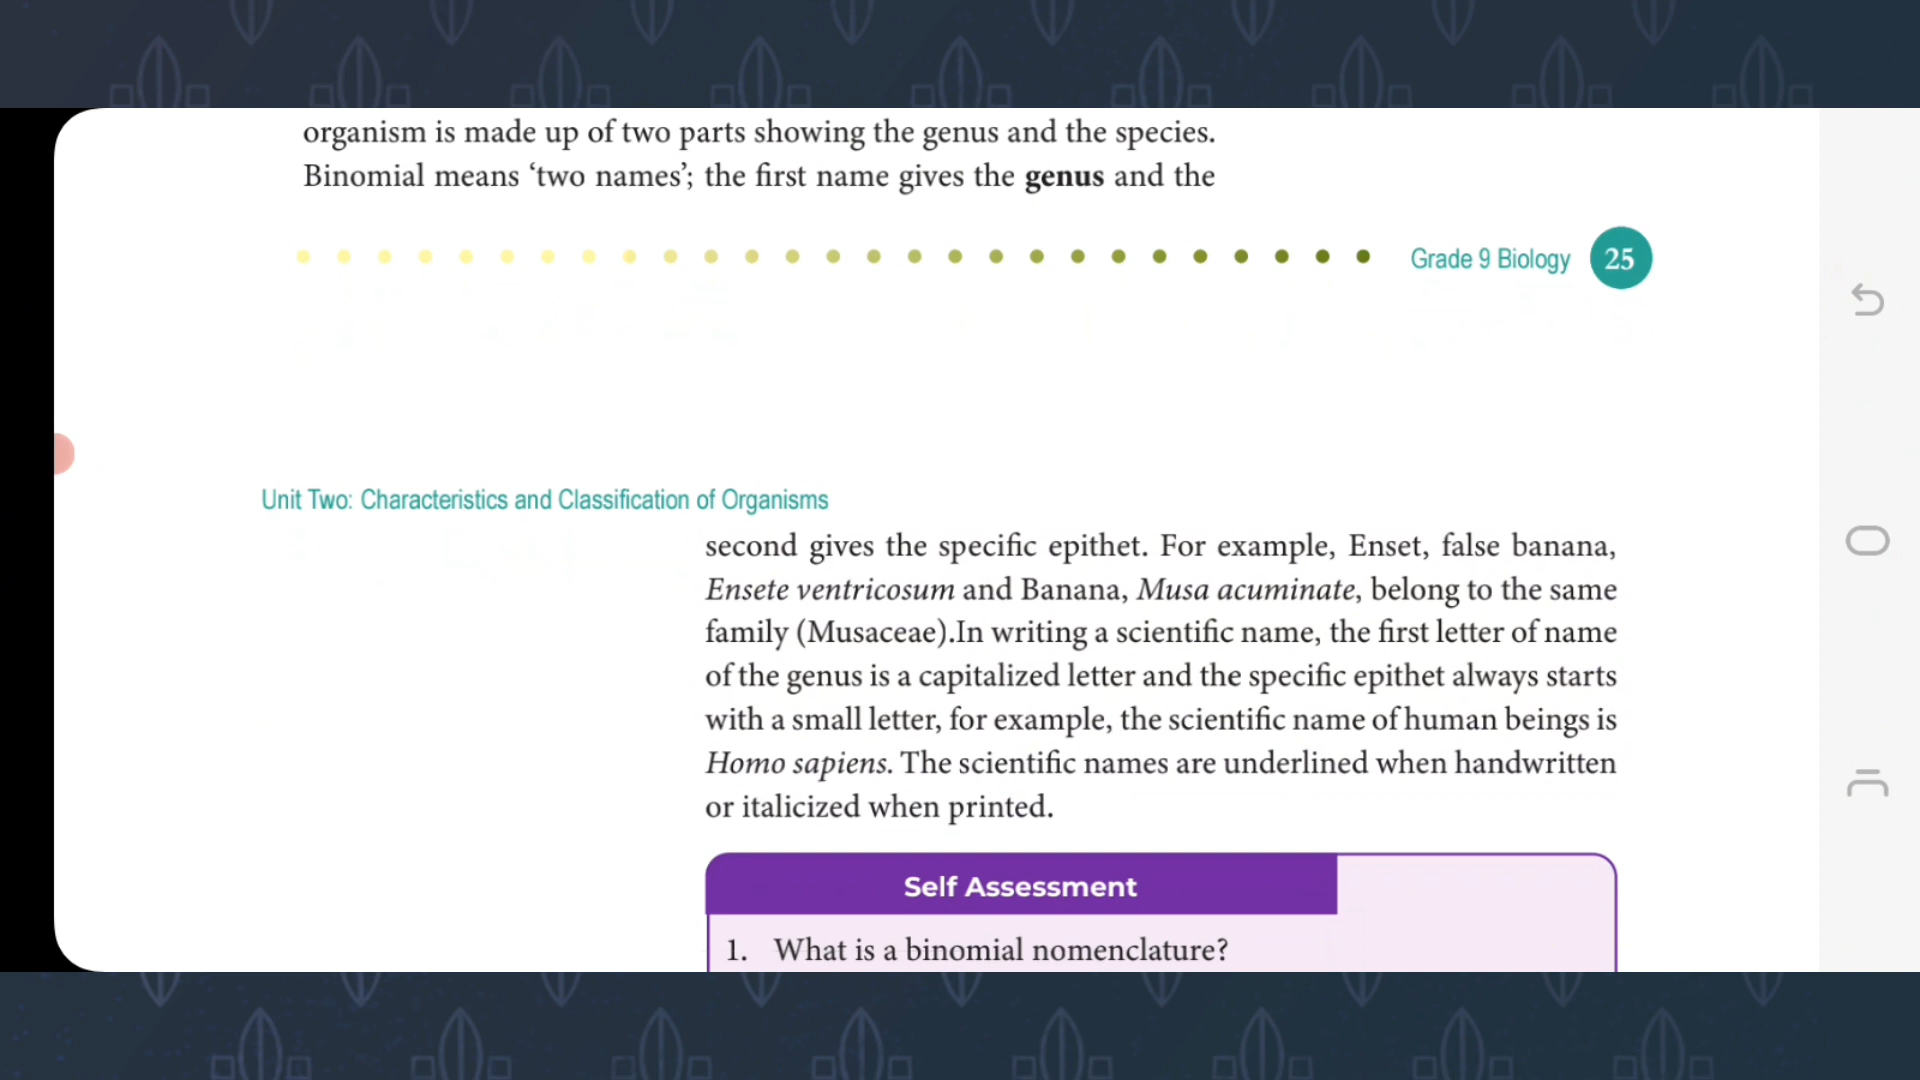 organism is made up of two parts showing the genus and the species.
Binomial means ‘two names’; the first name gives the genus and the
Grade 9 Biology 25
Unit Two: Characteristics and Classification of Organisms
second gives the specific epithet. For example, Enset, false banana,
Ensete ventricosum and Banana, Musa acuminate, belong to the same
family (Musaceae).In writing a scientific name, the first letter of name
of the genus is a capitalized letter and the specific epithet always starts
with a small letter, for example, the scientific name of human beings is
Homo sapiens. The scientific names are underlined when handwritten
or italicized when printed.
Self Assessment
1. What is a binomial nomenclature?